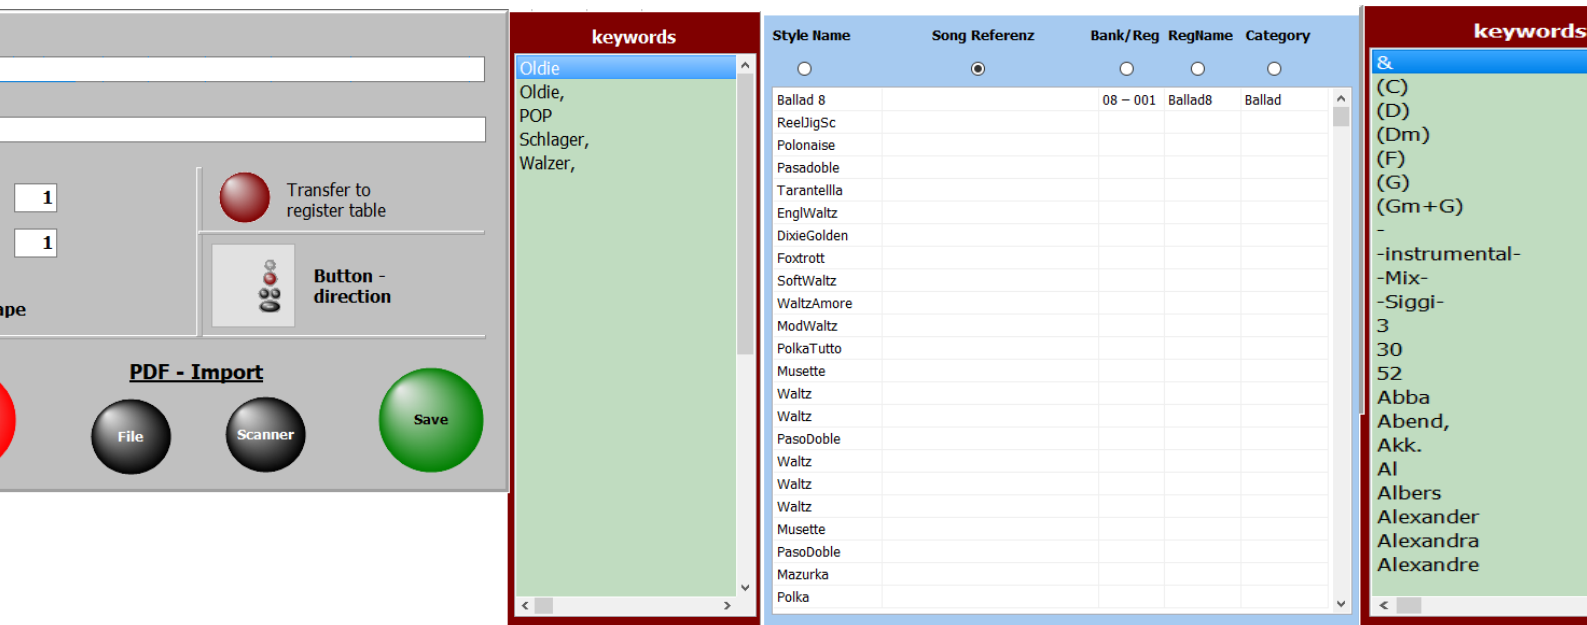 1
1
ape
Transfer to
register table
Button -
direction
PDF - Import
File
Scanner
Save
keywords
Oldie
Oldie,
POP
Schlager,
Walzer,
Style Name Song Referenz Bank/Reg RegName Category
Ballad 8 08 – 001 Ballad8 Ballad
ReelJigSc
Polonaise
Pasadoble
Tarantellla
EnglWaltz
DixieGolden
Foxtrott
SoftWaltz
WaltzAmore
ModWaltz
PolkaTutto
Musette
Waltz
Waltz
PasoDoble
Waltz
Waltz
Waltz
Musette
PasoDoble
Mazurka
Polka
keywords
&
(C)
(D)
(Dm)
(F)
(G)
(Gm+G)
-
-instrumental-
-Mix-
-Siggi-
3
30
52
Abba
Abend,
Akk.
Al
Albers
Alexander
Alexandra
Alexandre